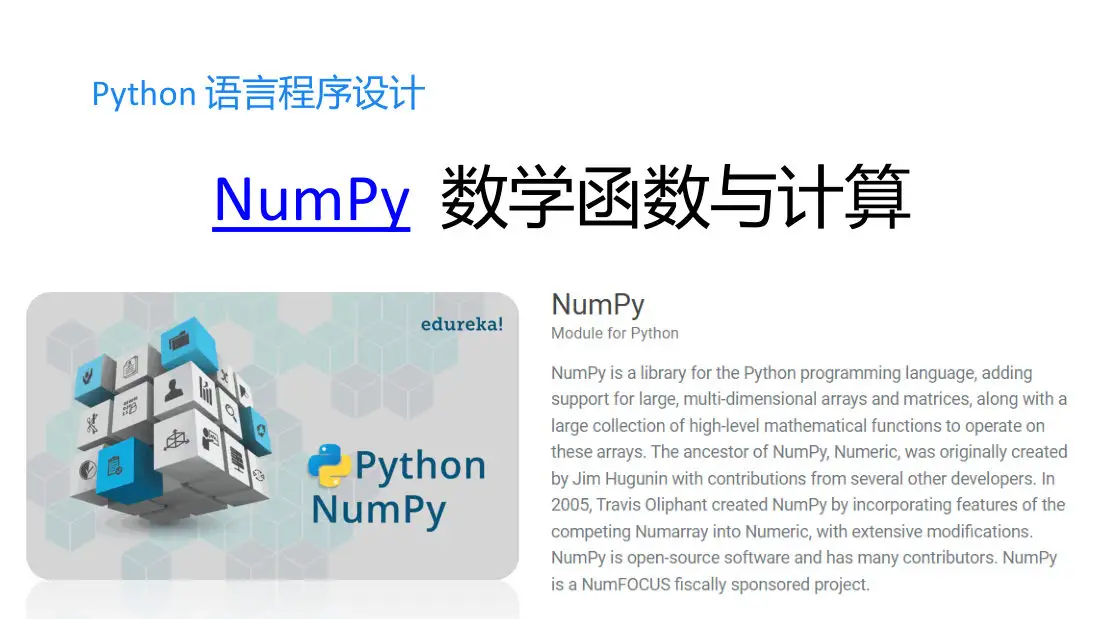 Python 语言程序设计
NumPy 数学函数与计算
edureka!
Python
NumPy
NumPy
Module for Python
NumPy is a library for the Python programming language, adding
support for large, multi-dimensional arrays and matrices, along with a
large collection of high-level mathematical functions to operate on
these arrays. The ancestor of NumPy, Numeric, was originally created
by Jim Hugunin with contributions from several other developers. In
2005, Travis Oliphant created NumPy by incorporating features of the
competing Numarray into Numeric, with extensive modifications.
NumPy is open-source software and has many contributors. NumPy
is a NumFOCUS fiscally sponsored project.